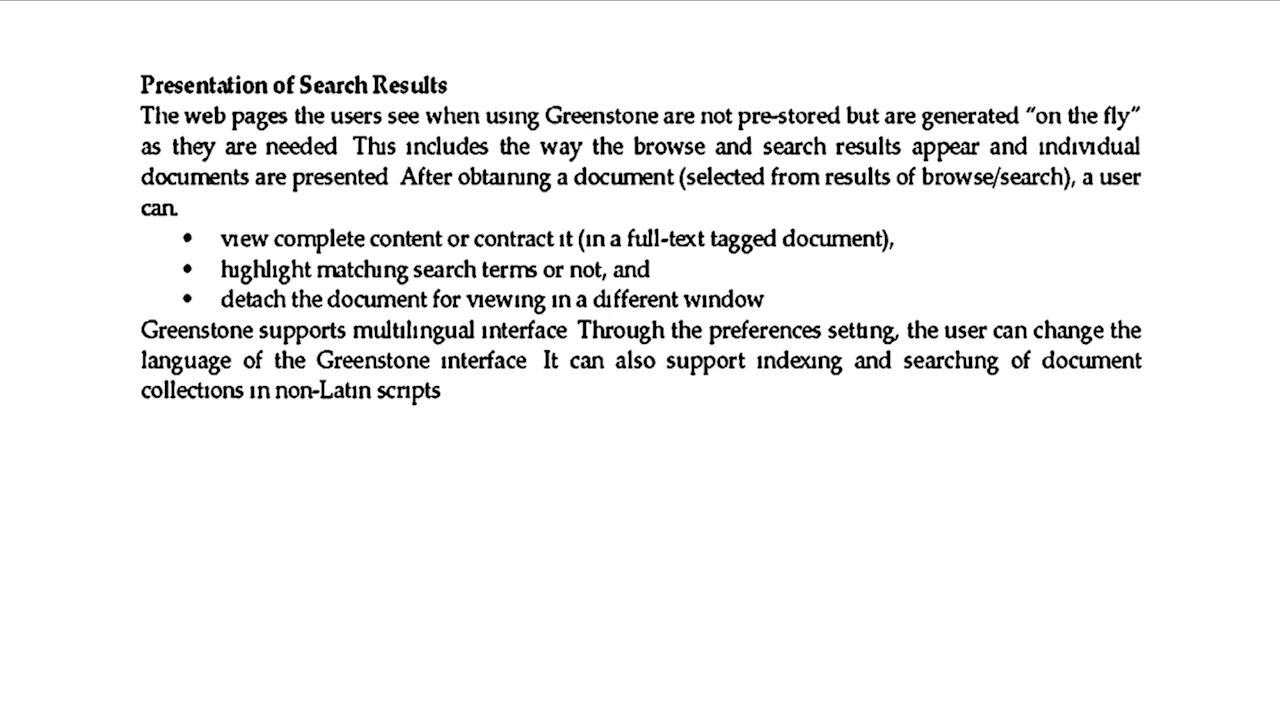 Presentation of Search Results
The web pages the users see when using Greenstone are not pre-stored but are generated “on the fly”
as they are needed This includes the way the browse and search results appear and individual
documents are presented After obtaining a document (selected from results of browse/search), a user
can.
• view complete content or contract it (in a full-text tagged document),
• highlight matching search terms or not, and
• detach the document for viewing in a different window
Greenstone supports multilingual interface Through the preferences setting, the user can change the
language of the Greenstone interface It can also support indexing and searching of document
collections in non-Latin scripts